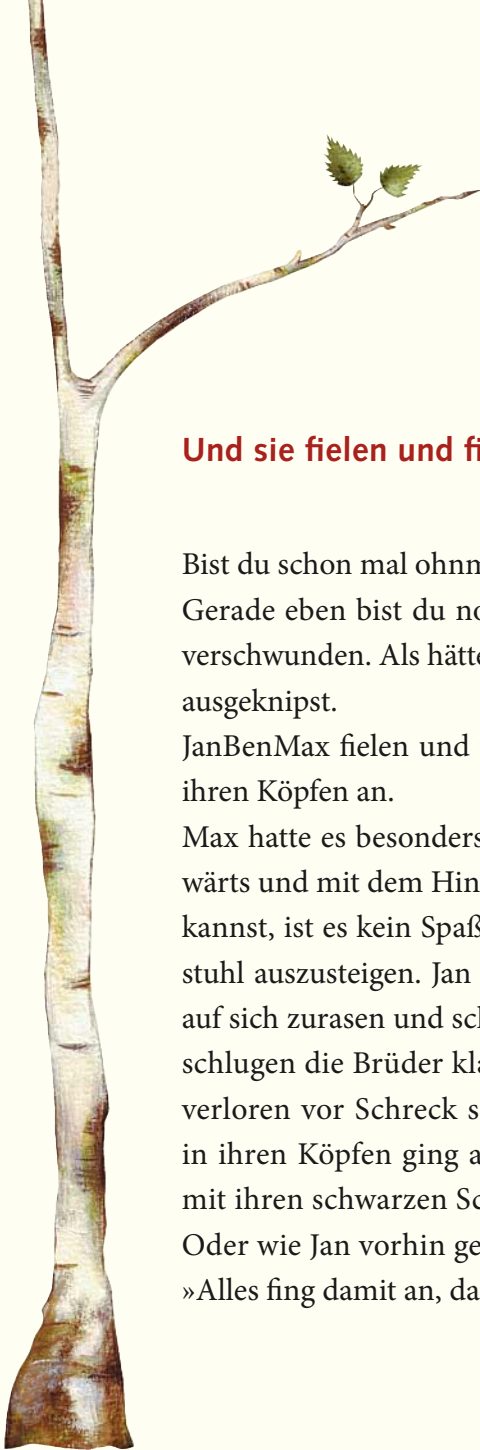 Und sie fielen und fi
Bist du schon mal ohnm
Gerade eben bist du no
verschwunden. Als hätte
ausgeknipst.
JanBenMax fielen und
ihren Köpfen an.
Max hatte es besonders
wärts und mit dem Hin
kannst, ist es kein Spaß
stuhl auszusteigen. Jan
auf sich zurasen und scl
schlugen die Brüder kla
verloren vor Schreck s
in ihren Köpfen ging a
mit ihren schwarzen Sc
Oder wie Jan vorhin ge
»Alles fing damit an, da